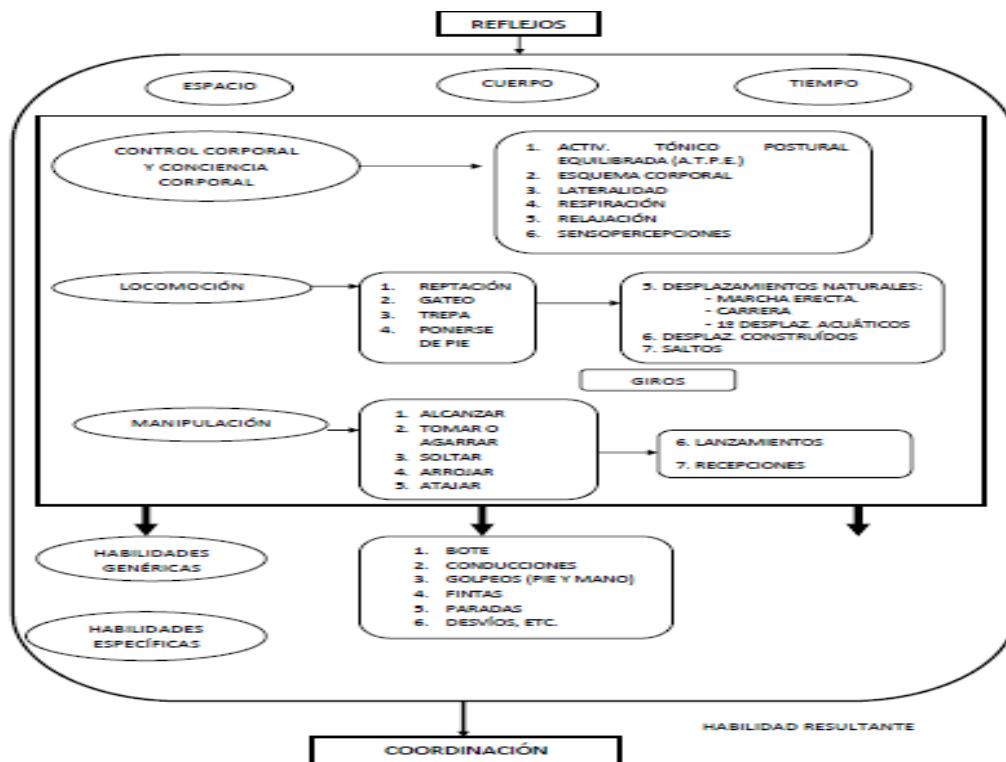 REFLEJOS
ESPACIO
CUERPO
TIEMPO
CONTROL CORPORAL
Y CONCIENCIA
CORPORAL
1. ACTIV. TÓNICO POSTURAL
EQUILIBRADA (A.T.P.E.)
2. ESQUEMA CORPORAL
3. LATERALIDAD
4. RESPIRACIÓN
5. RELAJACIÓN
6. SENSOPERCEPCIONES
LOCOMOCIÓN
1. REPTACIÓN
2. GATEO
3. TREPA
4. PONERSE
DE PIE
5. DESPLAZAMIENTOS NATURALES:
- MARCHA ERECTA.
- CARRERA
- 1º DESPLAZ. ACUÁTICOS
6. DESPLAZ. CONSTRUÍDOS
7. SALTOS
GIROS
MANIPULACIÓN
1. ALCANZAR
2. TOMAR O
AGARRAR
3. SOLTAR
4. ARROJAR
5. ATAJAR
6. LANZAMIENTOS
7. RECEPCIONES
HABILIDADES
GENÉRICAS
1. BOTE
2. CONDUCCIONES
3. GOLPEOS (PIE Y MANO)
4. FINTAS
5. PARADAS
6. DESVÍOS, ETC.
HABILIDADES
ESPECÍFICAS
HABILIDAD RESULTANTE
COORDINACIÓN